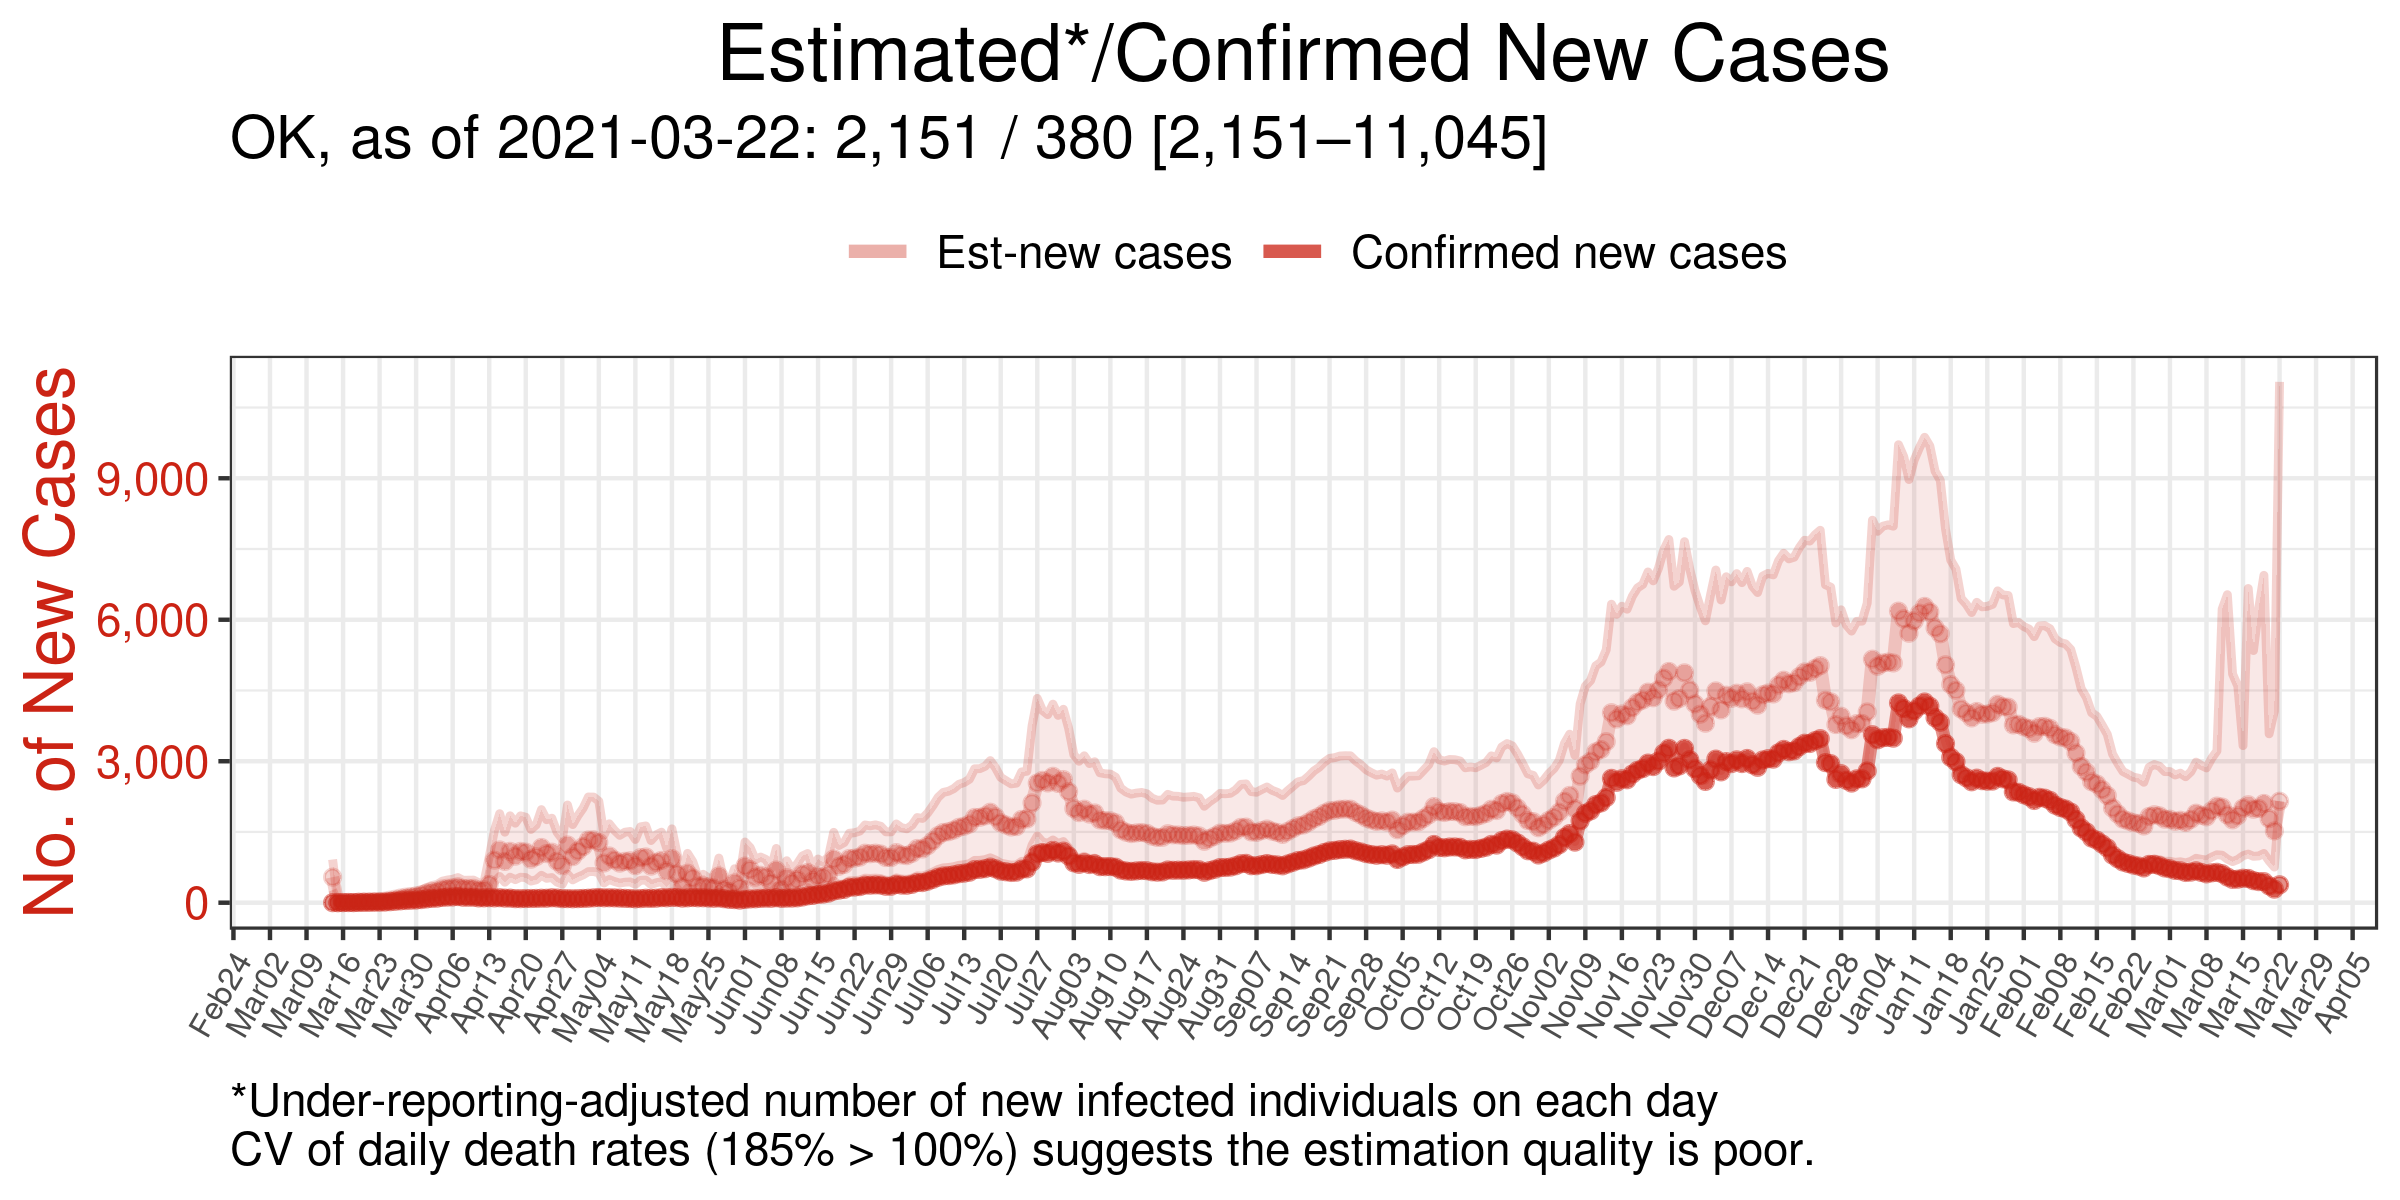 Estimated*/Confirmed New Cases
OK, as of 2021-03-22: 2,151 / 380 [2,151–11,045]
Est-new cases Confirmed new cases
No. of New Cases
9,000
6,000
3,000
0
Feb24 Mar02 Mar09 Mar16 Mar23 Mar30 Apr06 Apr13 Apr20 Apr27 May04 May11 May18 May25 Jun01 Jun08 Jun15 Jun22 Jun29 Jul06 Jul13 Jul20 Jul27 Aug03 Aug10 Aug17 Aug24 Aug31 Sep07 Sep14 Sep21 Sep28 Oct05 Oct12 Oct19 Oct26 Nov02 Nov09 Nov16 Nov23 Nov30 Dec07 Dec14 Dec21 Dec28 Jan04 Jan11 Jan18 Jan25 Feb01 Feb08 Feb15 Feb22 Mar01 Mar08 Mar15 Mar22 Mar29 Apr05
*Under-reporting-adjusted number of new infected individuals on each day
CV of daily death rates (185% > 100%) suggests the estimation quality is poor.